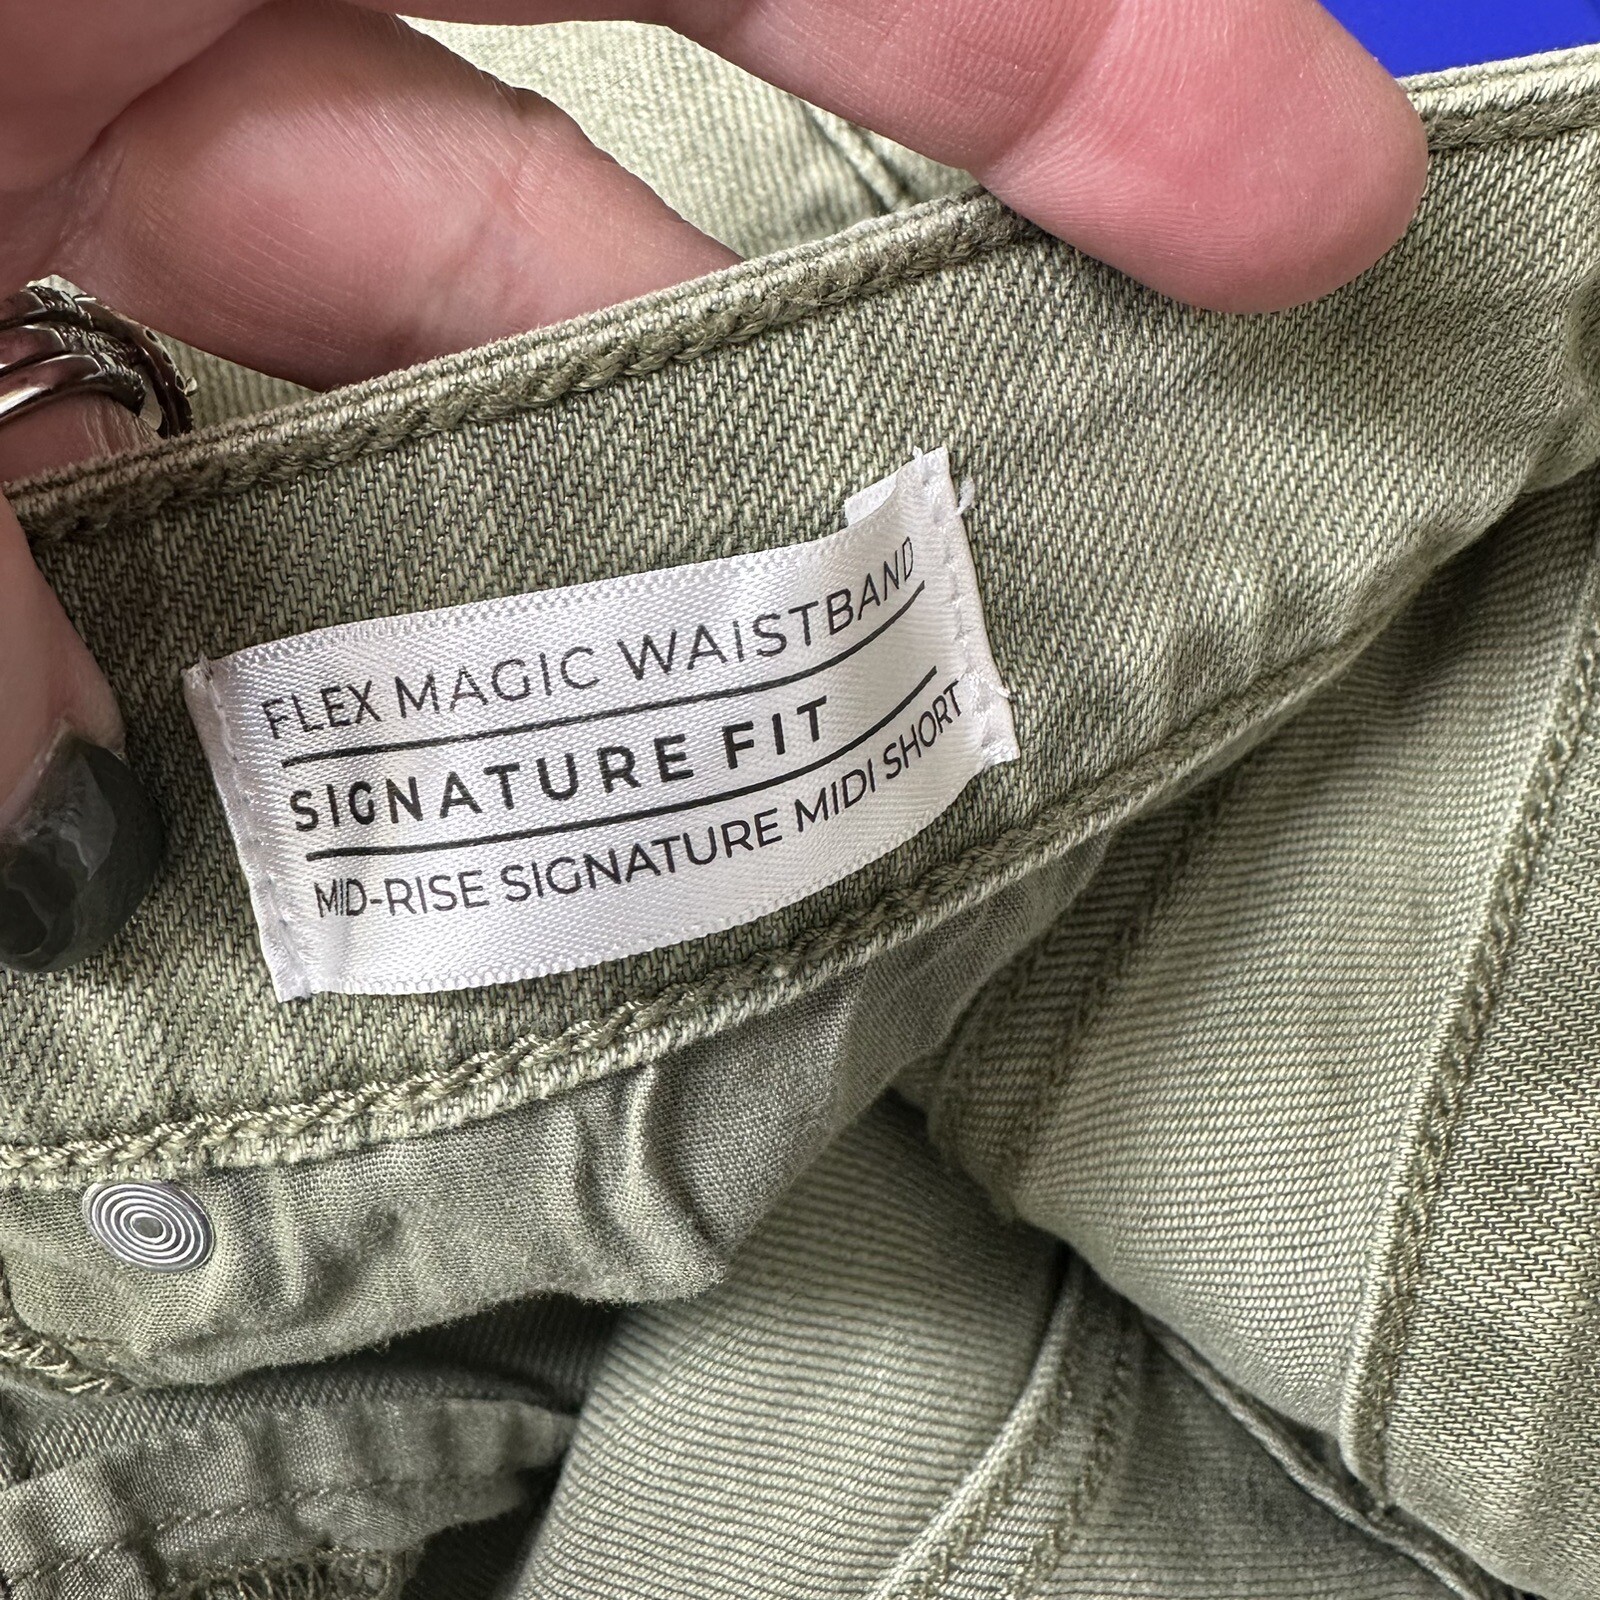 FLEX MAGIC WAISTBAND
SIGNATURE FIT
MID-RISE SIGNATURE MIDI SHORT